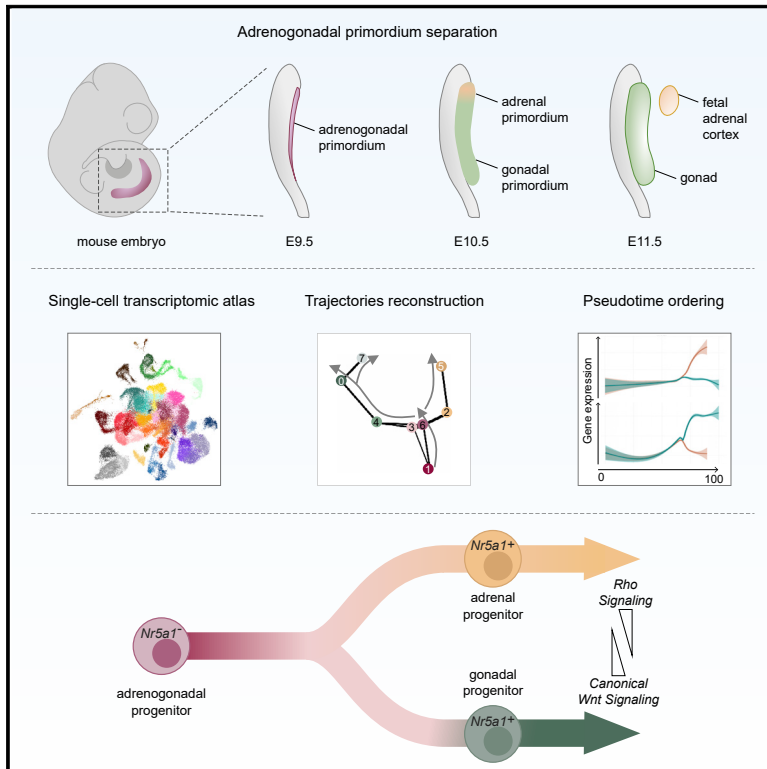 Adrenogonadal primordium separation
adrenogonadal
primordium
adrenal
primordium
gonadal
primordium
fetal
adrenal
cortex
gonad
mouse embryo
E9.5
E10.5
E11.5
Single-cell transcriptomic atlas
Trajectories reconstruction
Pseudotime ordering
7
0
5
2
4
3
6
1
Gene expression
0
100
Nr5a1+
adrenal
progenitor
Rho
Signaling
Nr5a1-
adrenogonadal
progenitor
gonadal
progenitor
Nr5a1+
Canonical
Wnt Signaling